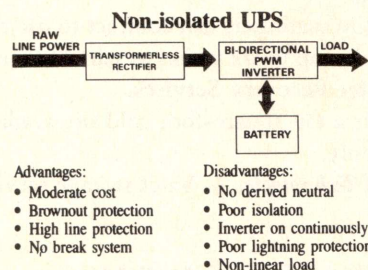 Non-isolated UPS
RAW
LINE POWER
TRANSFORMERLESS
RECTIFIER
BI-DIRECTIONAL
PWM
INVERTER
LOAD
BATTERY
Advantages:
• Moderate cost
• Brownout protection
• High line protection
• No break system
Disadvantages:
• No derived neutral
• Poor isolation
• Inverter on continuously
• Poor lightning protection
• Non-linear load